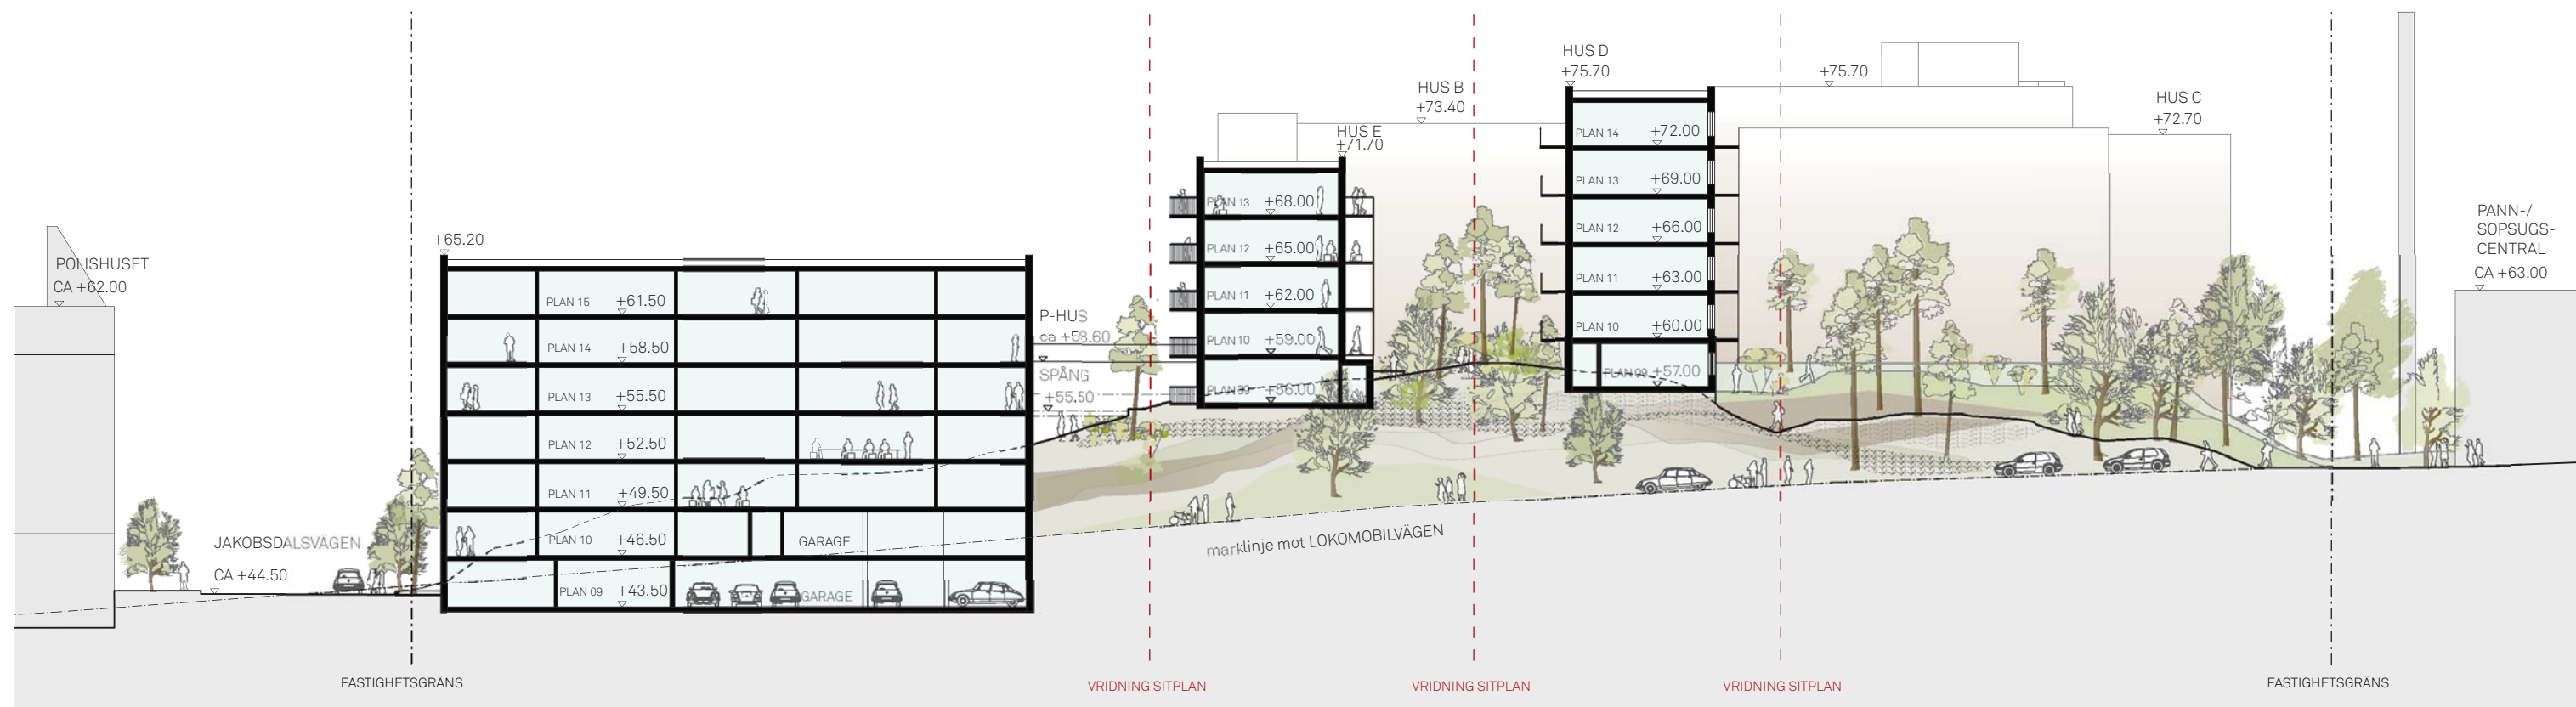 POLISHUSET
CA +62.00
JAKOBSDALSVÄGEN
CA +44.50
FASTIGHETSGRÄNS
+65.20
PLAN 15 +61.50
PLAN 14 +58.50
PLAN 13 +55.50
PLAN 12 +52.50
PLAN 11 +49.50
PLAN 10 +46.50
GARAGE
PLAN 09 +43.50
GARAGE
P-HUS
ca +58.60
SPÅNG
+55.50
VRIDNING SITPLAN
HUS E
+71.70
PLAN 13 +68.00
PLAN 12 +65.00
PLAN 11 +62.00
PLAN 10 +59.00
PLAN 09 +56.00
marklinje mot LOKOMOBILVÄGEN
HUS B
+73.40
VRIDNING SITPLAN
HUS D
+75.70
PLAN 14 +72.00
PLAN 13 +69.00
PLAN 12 +66.00
PLAN 11 +63.00
PLAN 10 +60.00
PLAN 09 +57.00
VRIDNING SITPLAN
+75.70
HUS C
+72.70
FASTIGHETSGRÄNS
PANN-/
SOPSUGS-
CENTRAL
CA +63.00